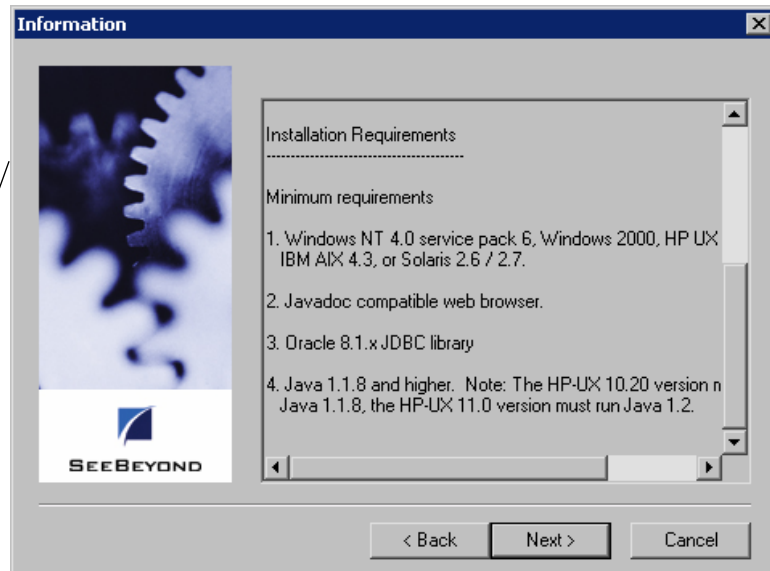 Information
Installation Requirements
-----------------------------------------
Minimum requirements
1. Windows NT 4.0 service pack 6, Windows 2000, HP UX
IBM AIX 4.3, or Solaris 2.6 / 2.7.
2. Javadoc compatible web browser.
3. Oracle 8.1.x JDBC library
4. Java 1.1.8 and higher.  Note: The HP-UX 10.20 version
Java 1.1.8, the HP-UX 11.0 version must run Java 1.2.
SEEBEYOND
< Back
Next >
Cancel